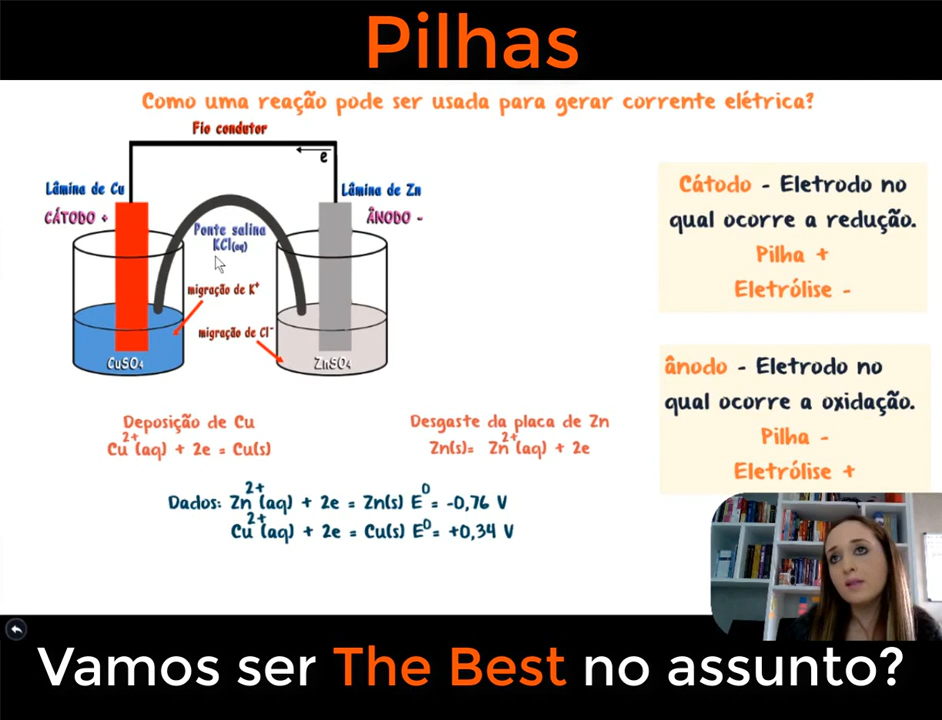 Pilhas
Como uma reação pode ser usada para gerar corrente elétrica?
Fio condutor
e
Lâmina de Cu
CÁTODO +
Lâmina de Zn
ÂNODO -
Ponte salina
KCl(aq)
migração de K⁺
migração de Cl⁻
CuSO₄
ZnSO₄
Cátodo - Eletrodo no
qual ocorre a redução.
Pilha +
Eletrólise -
ânodo - Eletrodo no
qual ocorre a oxidação.
Pilha -
Eletrólise +
Deposição de Cu
Cu²⁺(aq) + 2e = Cu(s)
Desgaste da placa de Zn
Zn(s)= Zn²⁺(aq) + 2e
Dados: Zn²⁺(aq) + 2e = Zn(s) E⁰= -0,76 V
Cu²⁺(aq) + 2e = Cu(s) E⁰= +0,34 V
Vamos ser The Best no assunto?